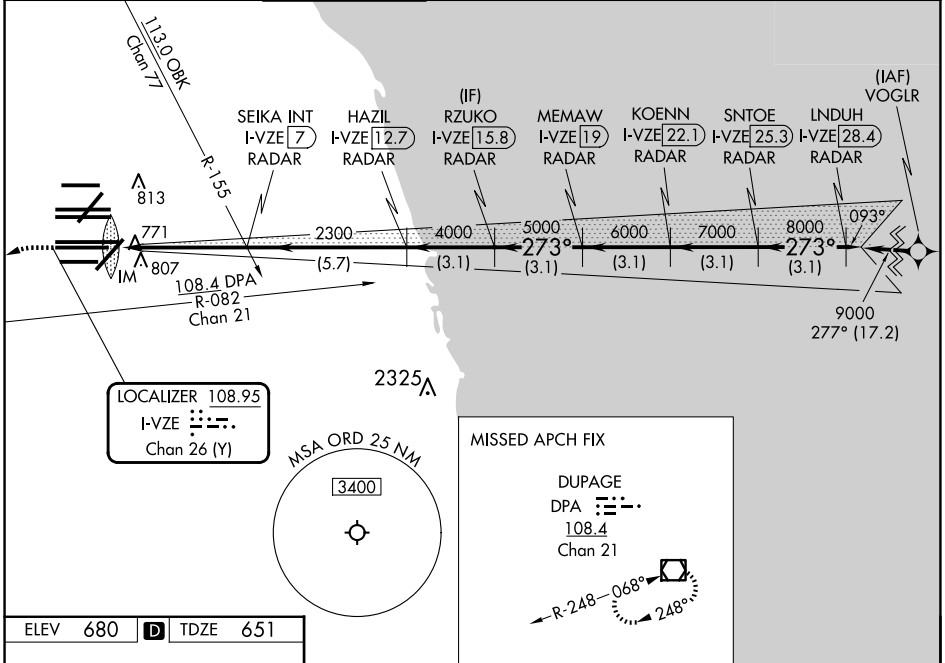 113.0 OBK
Chan 77
R-155
SEIKA INT
I-VZE 7
RADAR
HAZIL
I-VZE 12.7
RADAR
(IF)
RZUKO
I-VZE 15.8
RADAR
MEMAW
I-VZE 19
RADAR
KOENN
I-VZE 22.1
RADAR
SNTOE
I-VZE 25.3
RADAR
LNDUH
I-VZE 28.4
RADAR
(IAF)
VOGLR
813
771
807
IM
2300
4000
5000
6000
7000
8000
093°
273°
273°
(5.7)
(3.1)
(3.1)
(3.1)
(3.1)
(3.1)
9000
277° (17.2)
108.4 DPA
R-082
Chan 21
LOCALIZER 108.95
I-VZE
Chan 26 (Y)
2325
MSA ORD 25 NM
3400
MISSED APCH FIX
DUPAGE
DPA
108.4
Chan 21
R-248
068°
248°
ELEV 680 D TDZE 651